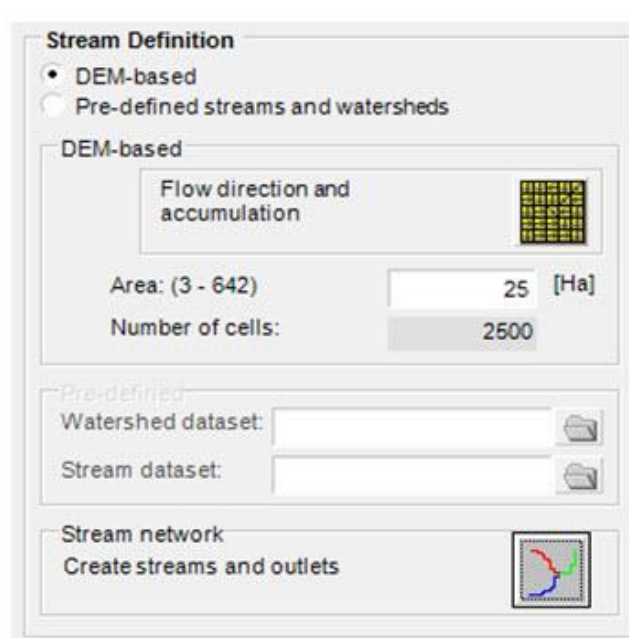 Stream Definition
DEM-based
Pre-defined streams and watersheds
DEM-based
Flow direction and
accumulation
Area: (3 - 642)
25 [Ha]
Number of cells:
2500
Pre-defined
Watershed dataset:
Stream dataset:
Stream network
Create streams and outlets